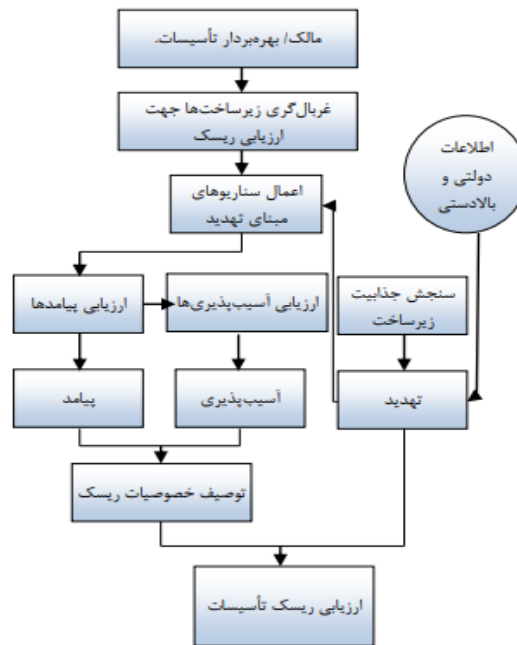 مالک/ بهره‌بردار تأسیسات.
غربال‌گری زیرساخت‌ها جهت
ارزیابی ریسک
اطلاعات
دولتی و
بالادستی
اعمال سناریوهای
مبنای تهدید
ارزیابی پیامدها
ارزیابی آسیب‌پذیری‌ها
سنجش جذابیت
زیرساخت
پیامد
آسیب‌پذیری
تهدید
توصیف خصوصیات ریسک
ارزیابی ریسک تأسیسات